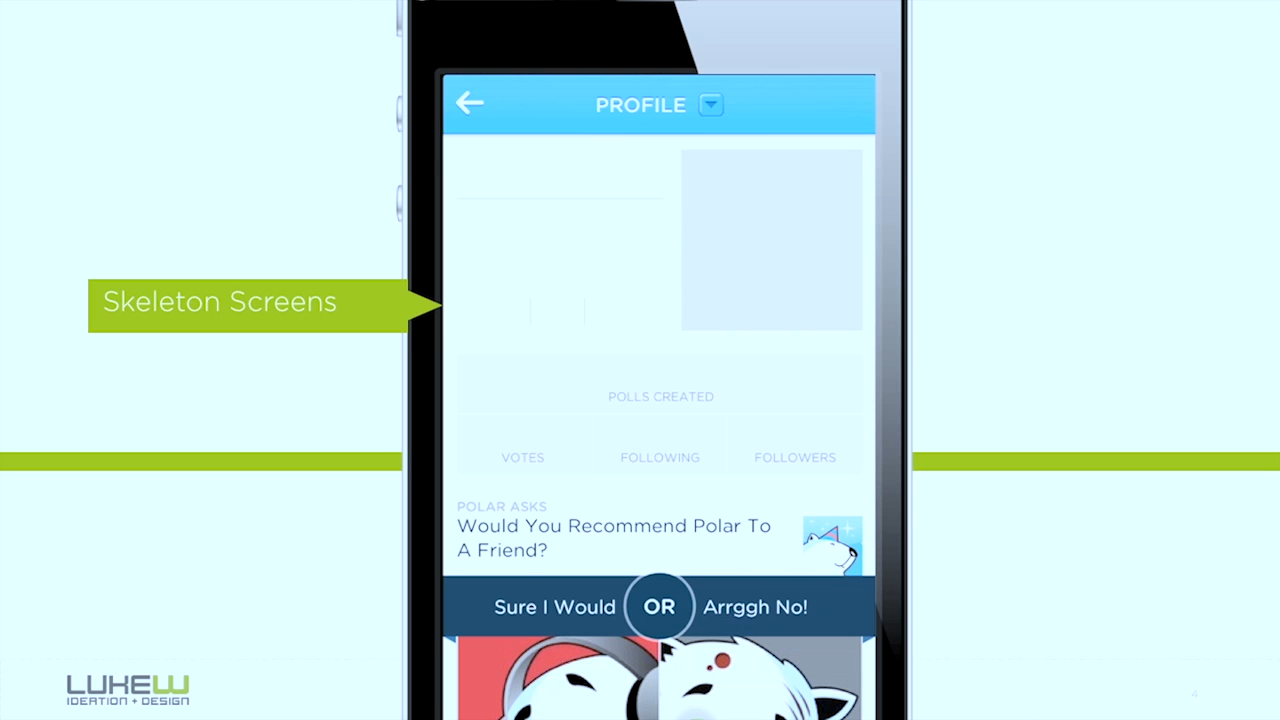 PROFILE
Skeleton Screens
POLLS CREATED
VOTES
FOLLOWING
FOLLOWERS
POLAR ASKS
Would You Recommend Polar To
A Friend?
Sure I Would
OR
Arrggh No!
LUKEW
IDEATION + DESIGN
4